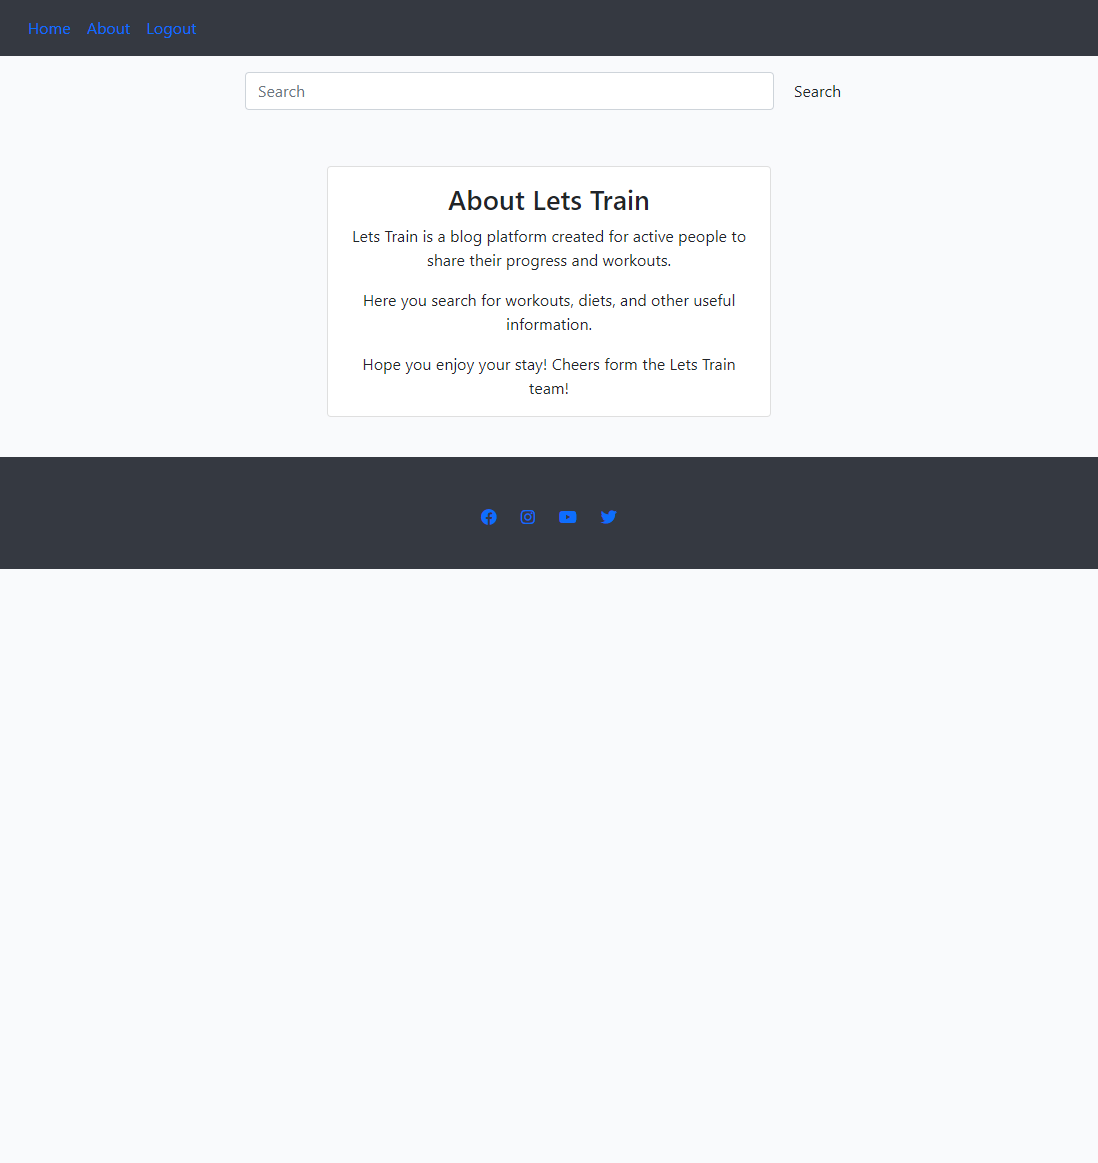 Home About Logout
Search Search
About Lets Train
Lets Train is a blog platform created for active people to
share their progress and workouts.
Here you search for workouts, diets, and other useful
information.
Hope you enjoy your stay! Cheers form the Lets Train
team!